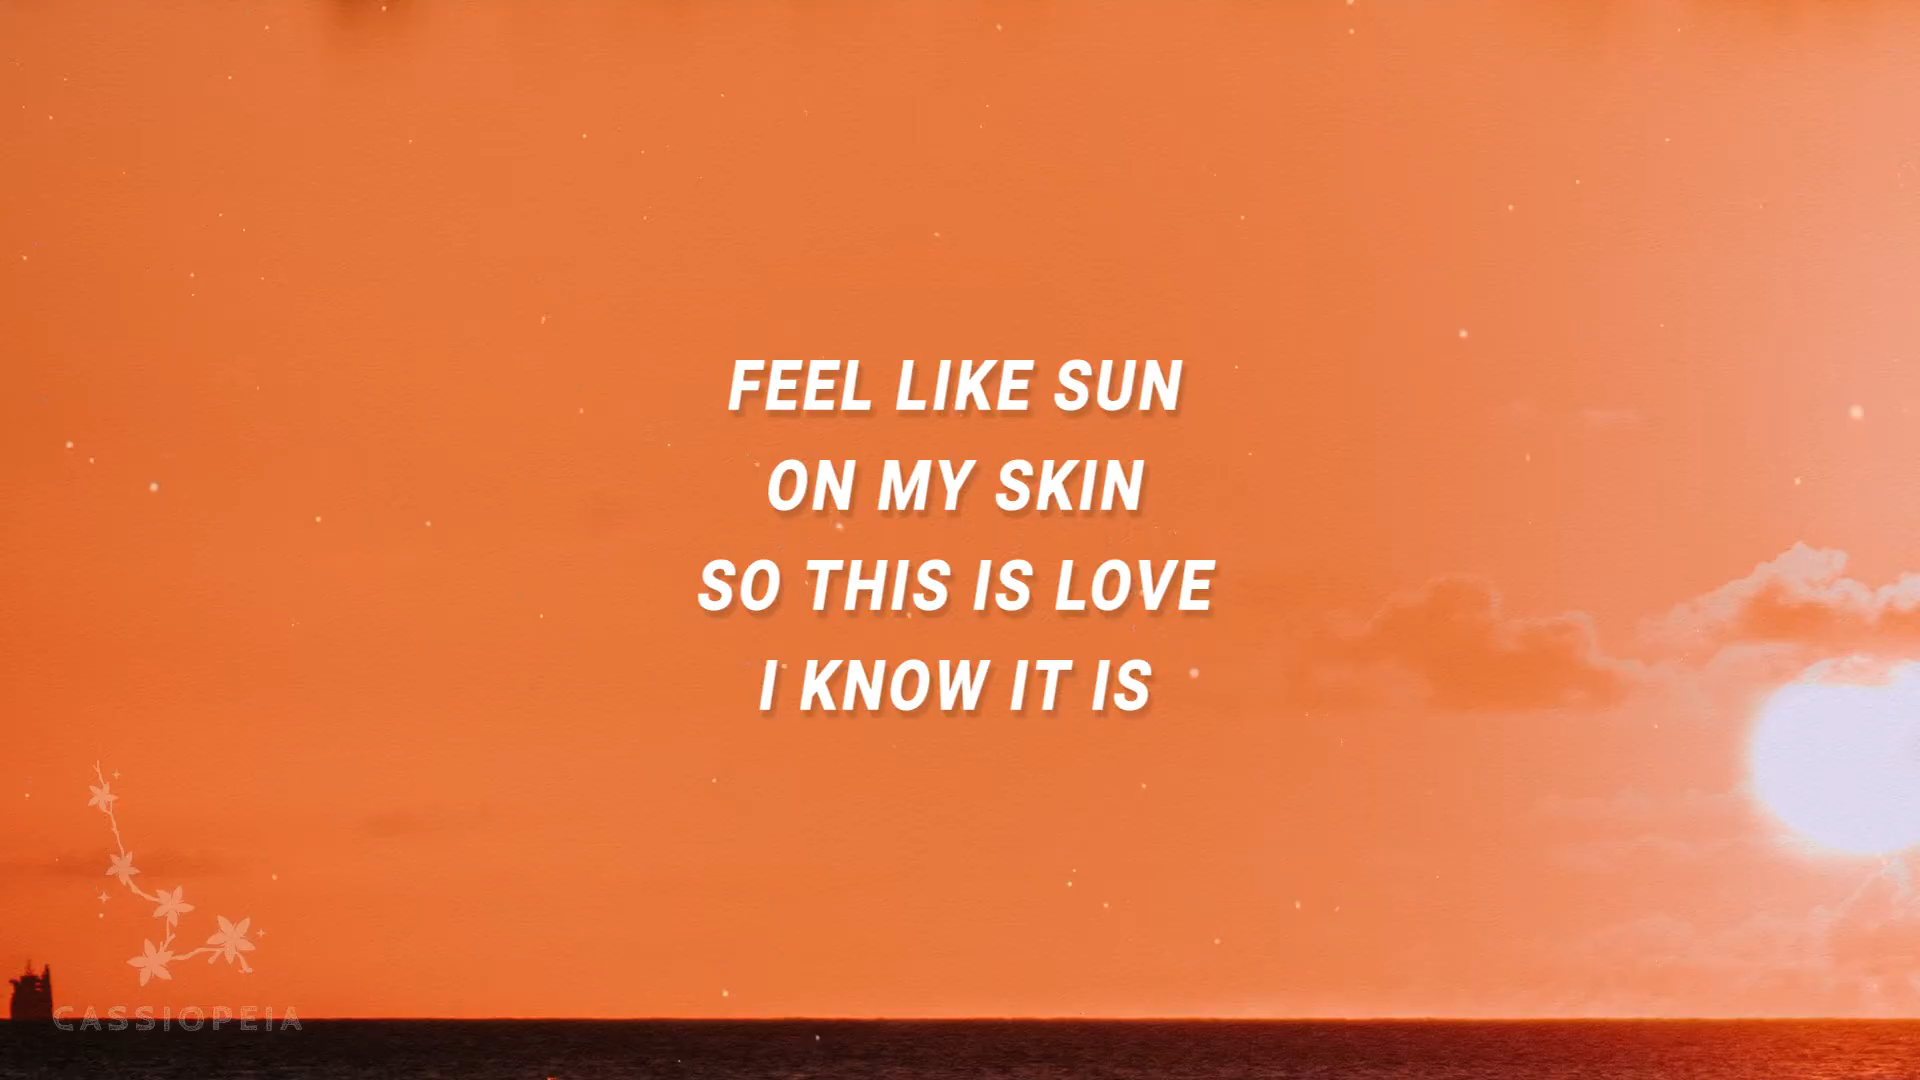 FEEL LIKE SUN
ON MY SKIN
SO THIS IS LOVE
I KNOW IT IS
CASSIOPEIA